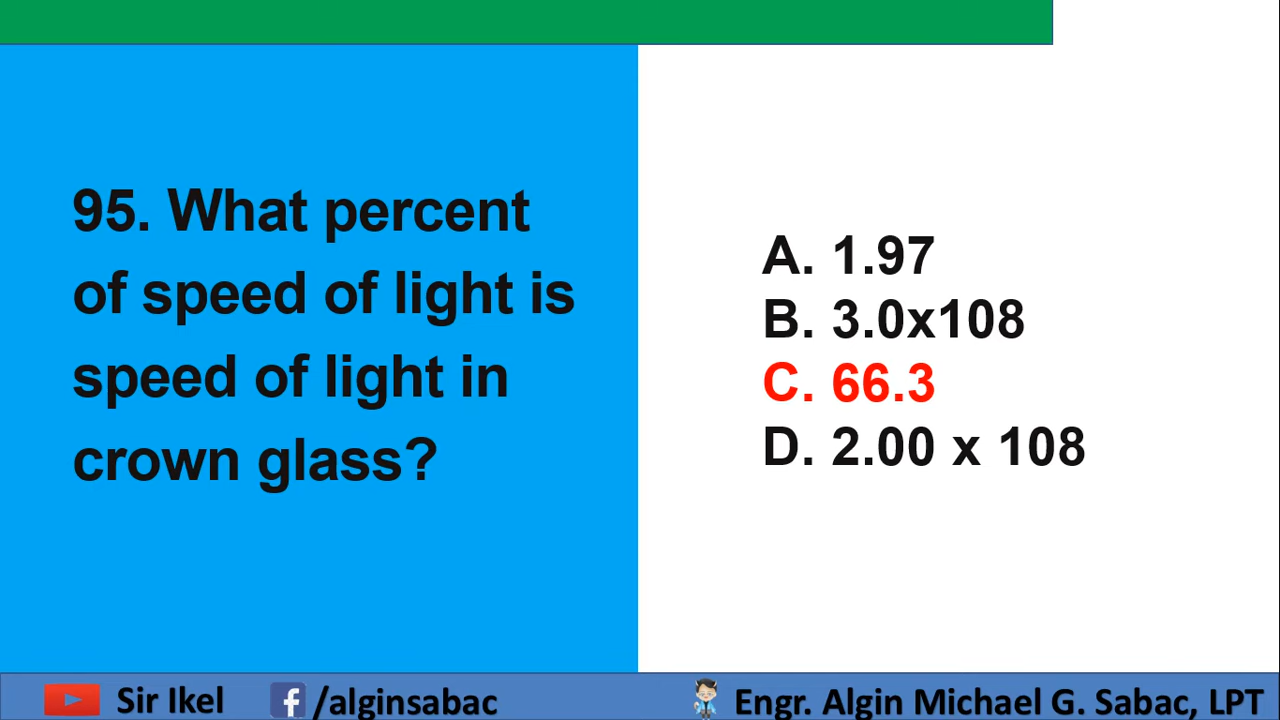 95. What percent
of speed of light is
speed of light in
crown glass?
A. 1.97
B. 3.0x108
C. 66.3
D. 2.00 x 108
Sir Ikel /alginsabac Engr. Algin Michael G. Sabac, LPT